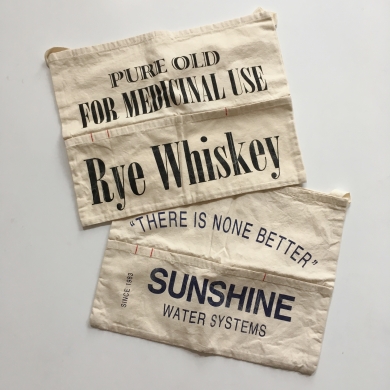 PURE OLD
FOR MEDICINAL USE
Rye Whiskey
"THERE IS NONE BETTER"
SINCE 1893
SUNSHINE
WATER SYSTEMS